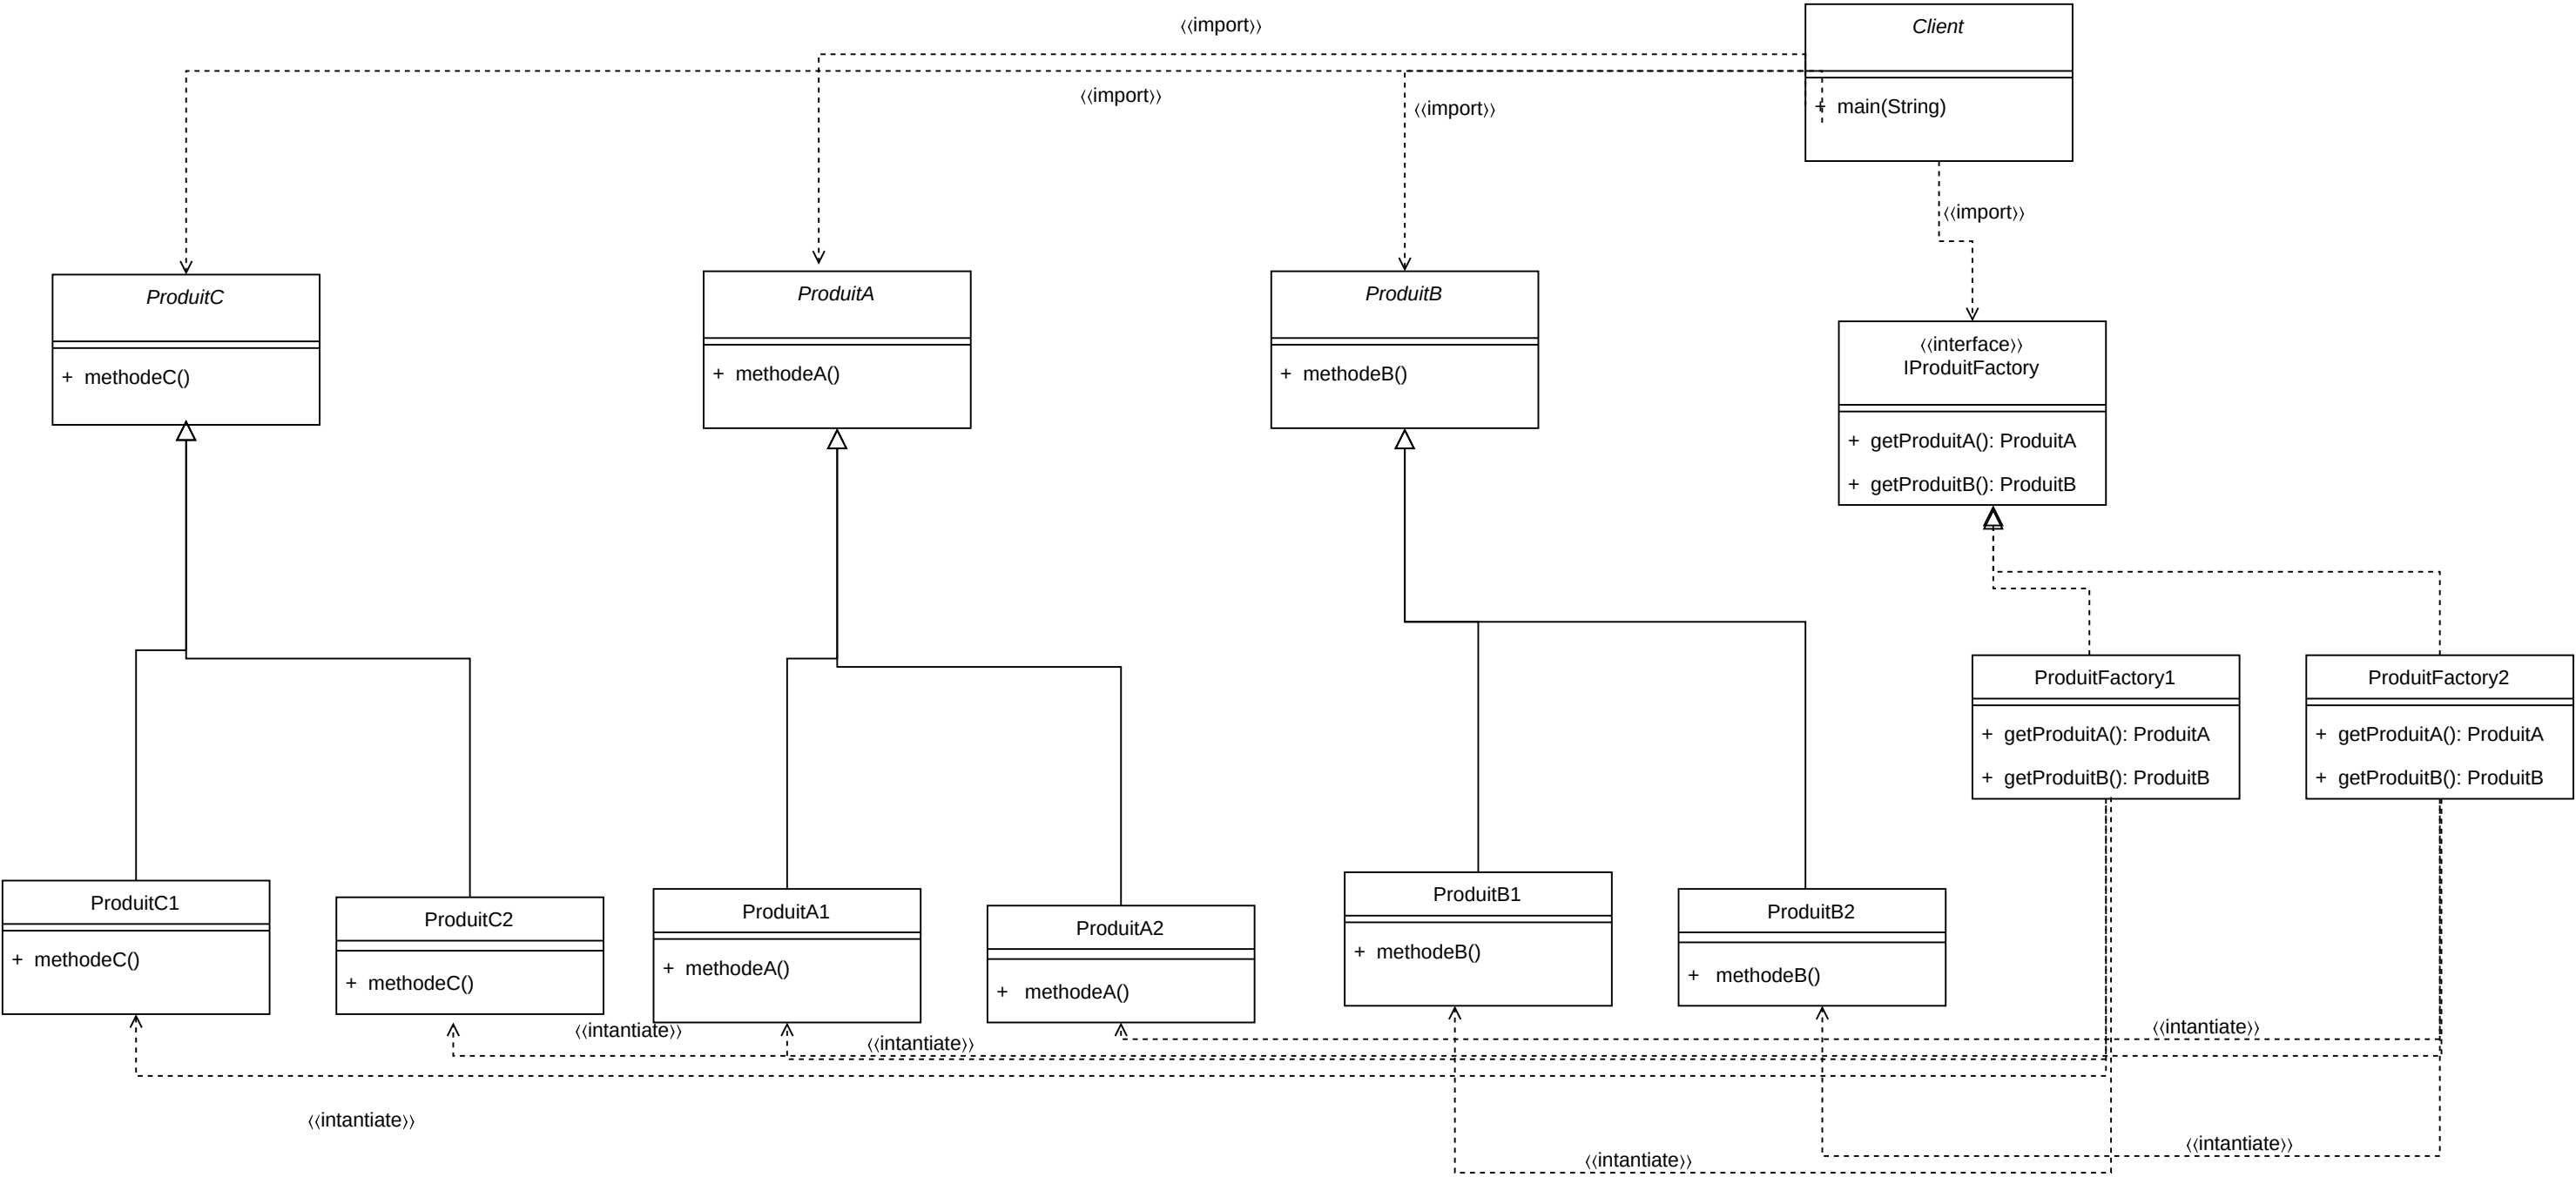 ⟨⟨import⟩⟩
Client
⟨⟨import⟩⟩
⟨⟨import⟩⟩
+ main(String)
⟨⟨import⟩⟩
ProduitC
+ methodeC()
ProduitA
+ methodeA()
ProduitB
+ methodeB()
⟨⟨interface⟩⟩
IProduitFactory
+ getProduitA(): ProduitA
+ getProduitB(): ProduitB
ProduitFactory1
+ getProduitA(): ProduitA
+ getProduitB(): ProduitB
ProduitFactory2
+ getProduitA(): ProduitA
+ getProduitB(): ProduitB
ProduitC1
+ methodeC()
ProduitC2
+ methodeC()
ProduitA1
+ methodeA()
ProduitA2
+ methodeA()
ProduitB1
+ methodeB()
ProduitB2
+ methodeB()
⟨⟨intantiate⟩⟩
⟨⟨intantiate⟩⟩
⟨⟨intantiate⟩⟩
⟨⟨intantiate⟩⟩
⟨⟨intantiate⟩⟩
⟨⟨intantiate⟩⟩